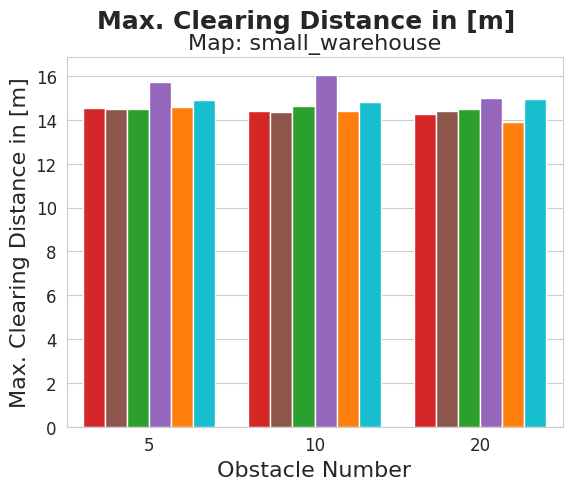 Max. Clearing Distance in [m]
Map: small_warehouse
Max. Clearing Distance in [m]
16
14
12
10
8
6
4
2
0
5 10 20
Obstacle Number